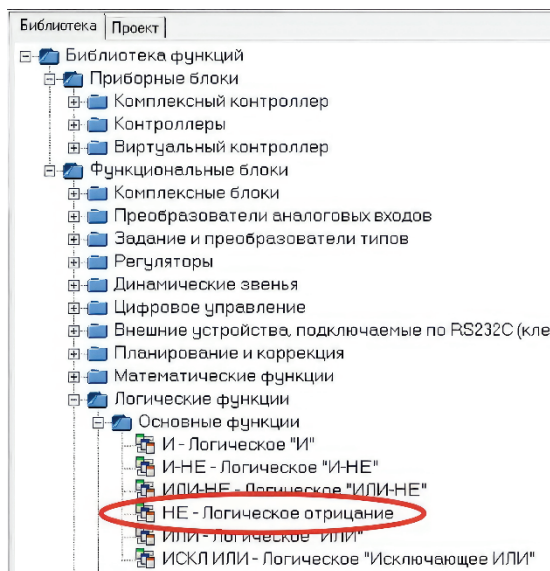 Библиотека Проект
Библиотека функций
Приборные блоки
Комплексный контроллер
Контроллеры
Виртуальный контроллер
Функциональные блоки
Комплексные блоки
Преобразователи аналоговых входов
Задание и преобразователи типов
Регуляторы
Динамические звенья
Цифровое управление
Внешние устройства, подключаемые по RS232C (кле
Планирование и коррекция
Математические функции
Логические функции
Основные функции
И - Логическое "И"
И-НЕ - Логическое "И-НЕ"
ИЛИ-НЕ - Логическое "ИЛИ-НЕ"
НЕ - Логическое отрицание
ИЛИ - Логическое "ИЛИ"
ИСКЛ ИЛИ - Логическое "Исключающее ИЛИ"